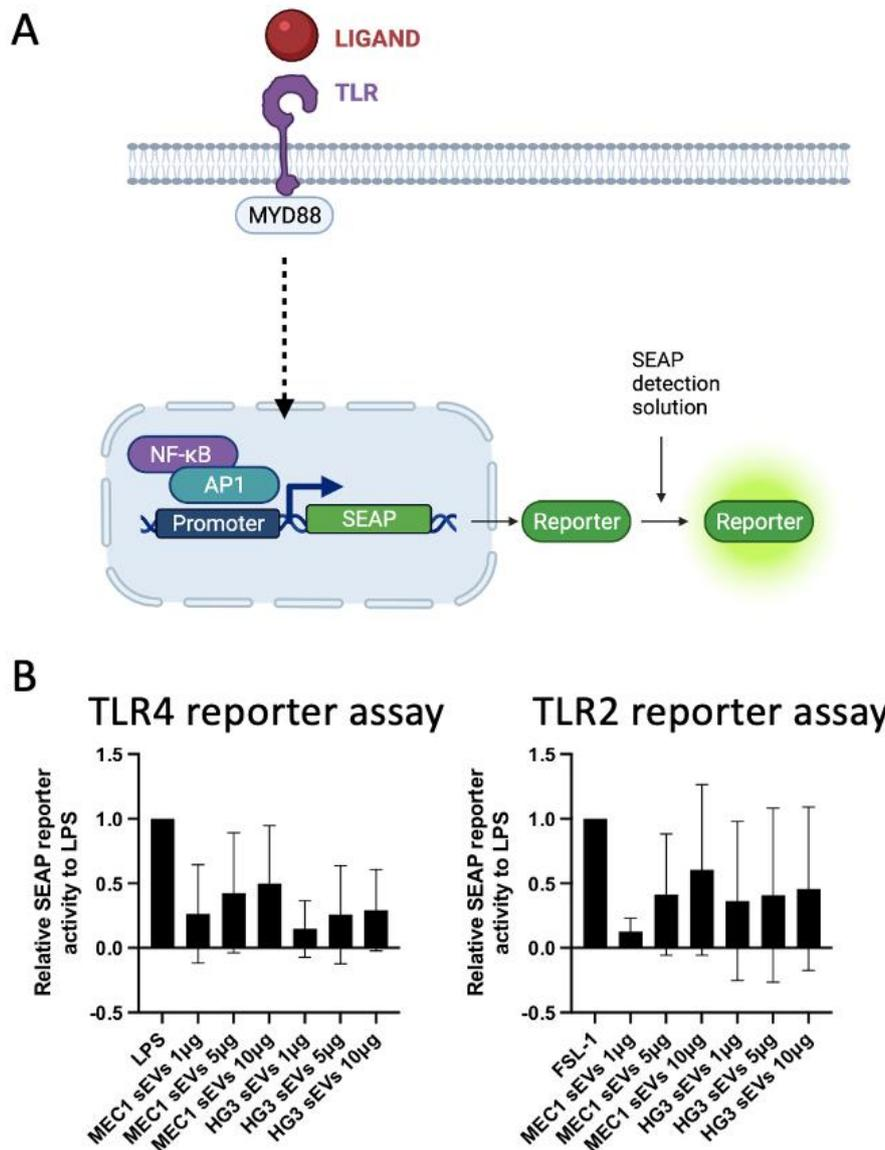 A
LIGAND
TLR
MYD88
SEAP
detection
solution
NF-κB
AP1
Promoter
SEAP
Reporter
Reporter
B
TLR4 reporter assay
Relative SEAP reporter
activity to LPS
1.5
1.0
0.5
0.0
-0.5
LPS
MEC1 sEVs 1µg
MEC1 sEVs 5µg
MEC1 sEVs 10µg
HG3 sEVs 1µg
HG3 sEVs 5µg
HG3 sEVs 10µg
TLR2 reporter assay
Relative SEAP reporter
activity to LPS
1.5
1.0
0.5
0.0
-0.5
FSL-1
MEC1 sEVs 1µg
MEC1 sEVs 5µg
MEC1 sEVs 10µg
HG3 sEVs 1µg
HG3 sEVs 5µg
HG3 sEVs 10µg